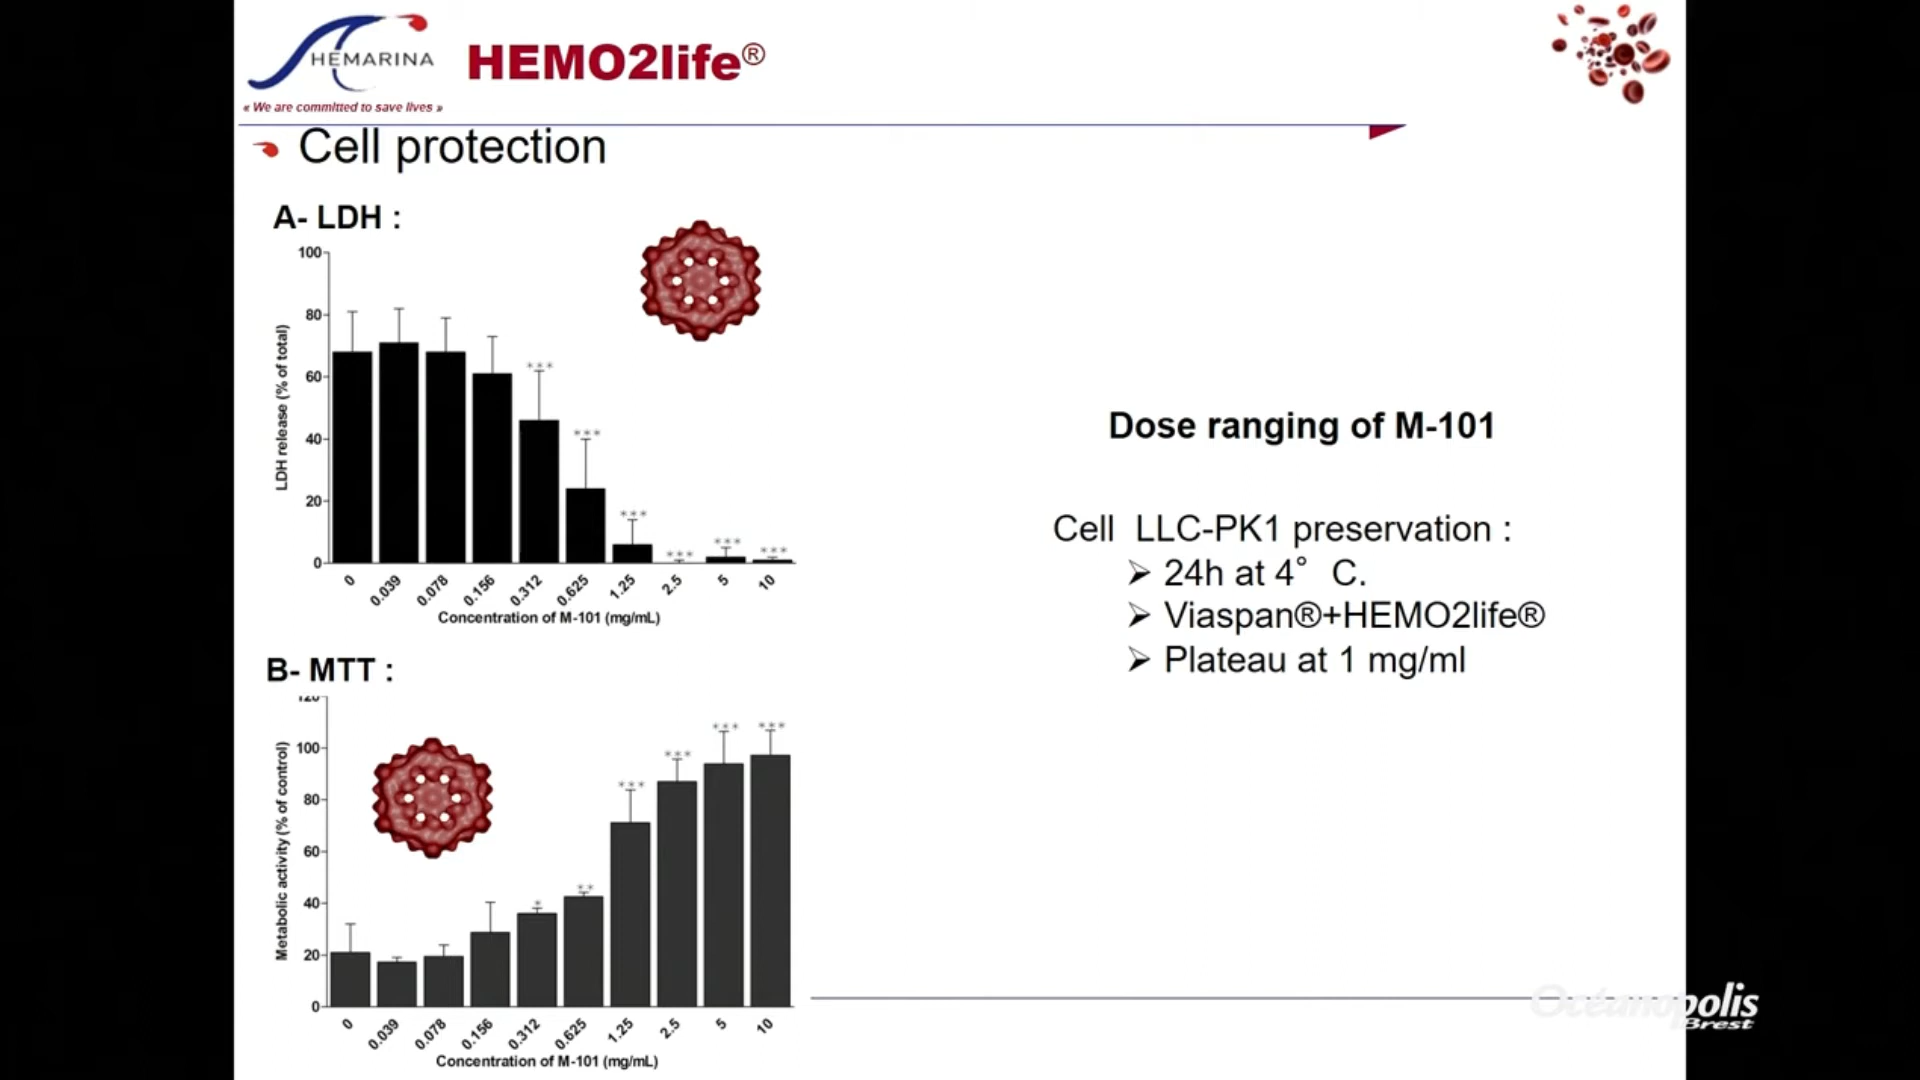 HEMARINA
« We are committed to save lives »
HEMO2life®
Cell protection
A- LDH :
100
80
60
40
20
0
LDH release (% of total)
***
***
***
***
***
***
0 0.039 0.078 0.156 0.312 0.625 1.25 2.5 5 10
Concentration of M-101 (mg/mL)
B- MTT :
120
100
80
60
40
20
0
Metabolic activity (% of control)
*
**
***
***
***
***
0 0.039 0.078 0.156 0.312 0.625 1.25 2.5 5 10
Concentration of M-101 (mg/mL)
Dose ranging of M-101
Cell LLC-PK1 preservation :
24h at 4° C.
Viaspan®+HEMO2life®
Plateau at 1 mg/ml
Océanopolis
Brest